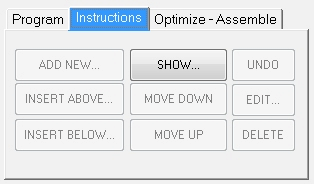 Program Instructions Optimize - Assemble
ADD NEW... SHOW... UNDO
INSERT ABOVE... MOVE DOWN EDIT...
INSERT BELOW... MOVE UP DELETE